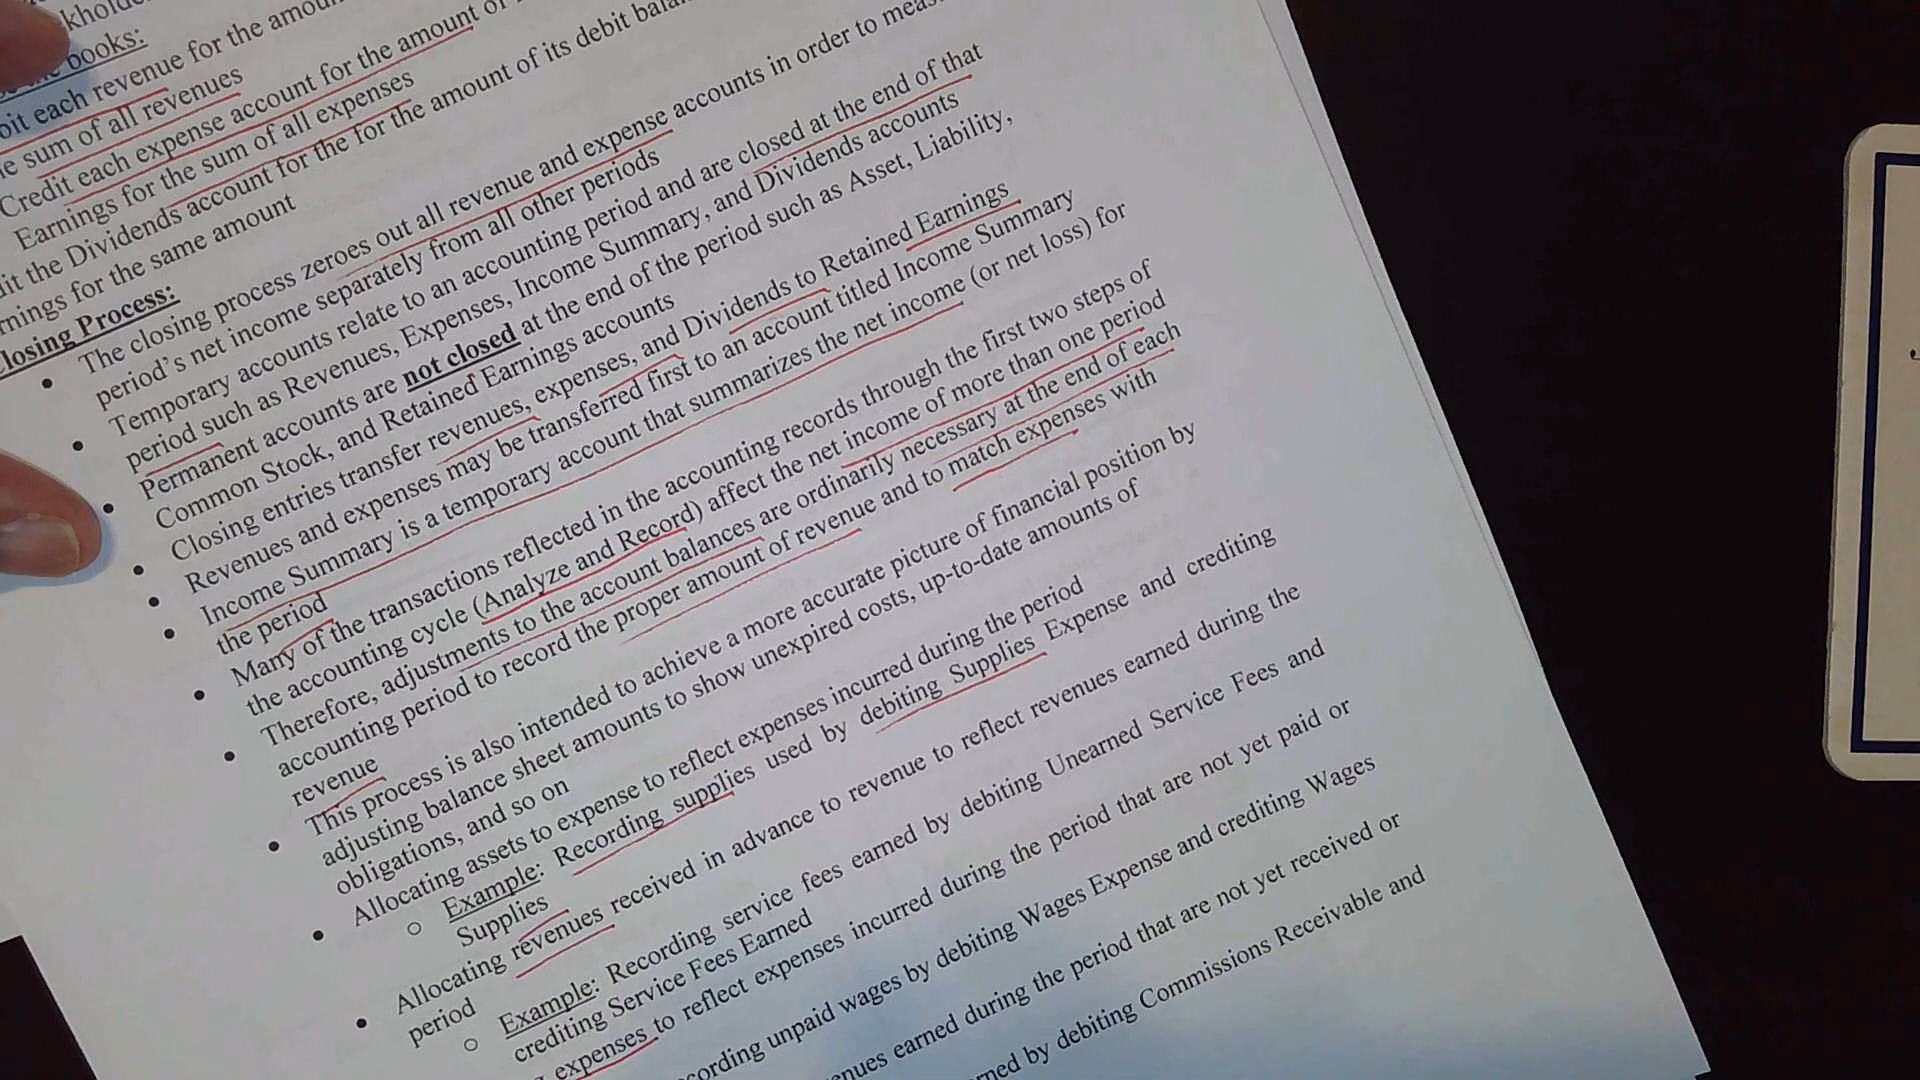 books:
each revenue for the amou
sum of all revenues
Credit each expense account for the amount of
Earnings for the sum of all expenses
the Dividends account for the for the amount of its debit bala
for the same amount
Closing Process:
• The closing process zeroes out all revenue and expense accounts in order to meas
period's net income separately from all other periods
• Temporary accounts relate to an accounting period and are closed at the end of that
period such as Revenues, Expenses, Income Summary, and Dividends accounts
• Permanent accounts are not closed at the end of the period such as Asset, Liability,
Common Stock, and Retained Earnings accounts
• Closing entries transfer revenues, expenses, and Dividends to Retained Earnings
• Revenues and expenses may be transferred first to an account titled Income Summary
• Income Summary is a temporary account that summarizes the net income (or net loss) for
the period
• Many of the transactions reflected in the accounting records through the first two steps of
the accounting cycle (Analyze and Record) affect the net income of more than one period
• Therefore, adjustments to the account balances are ordinarily necessary at the end of each
accounting period to record the proper amount of revenue and to match expenses with
revenue
• This process is also intended to achieve a more accurate picture of financial position by
adjusting balance sheet amounts to show unexpired costs, up-to-date amounts of
obligations, and so on
• Allocating assets to expense to reflect expenses incurred during the period
o Example: Recording supplies used by debiting Supplies Expense and crediting
Supplies
• Allocating revenues received in advance to revenue to reflect revenues earned during the
period
o Example: Recording service fees earned by debiting Unearned Service Fees and
crediting Service Fees Earned
expenses to reflect expenses incurred during the period that are not yet paid or
cording unpaid wages by debiting Wages Expense and crediting Wages
enues earned during the period that are not yet received or
rned by debiting Commissions Receivable and